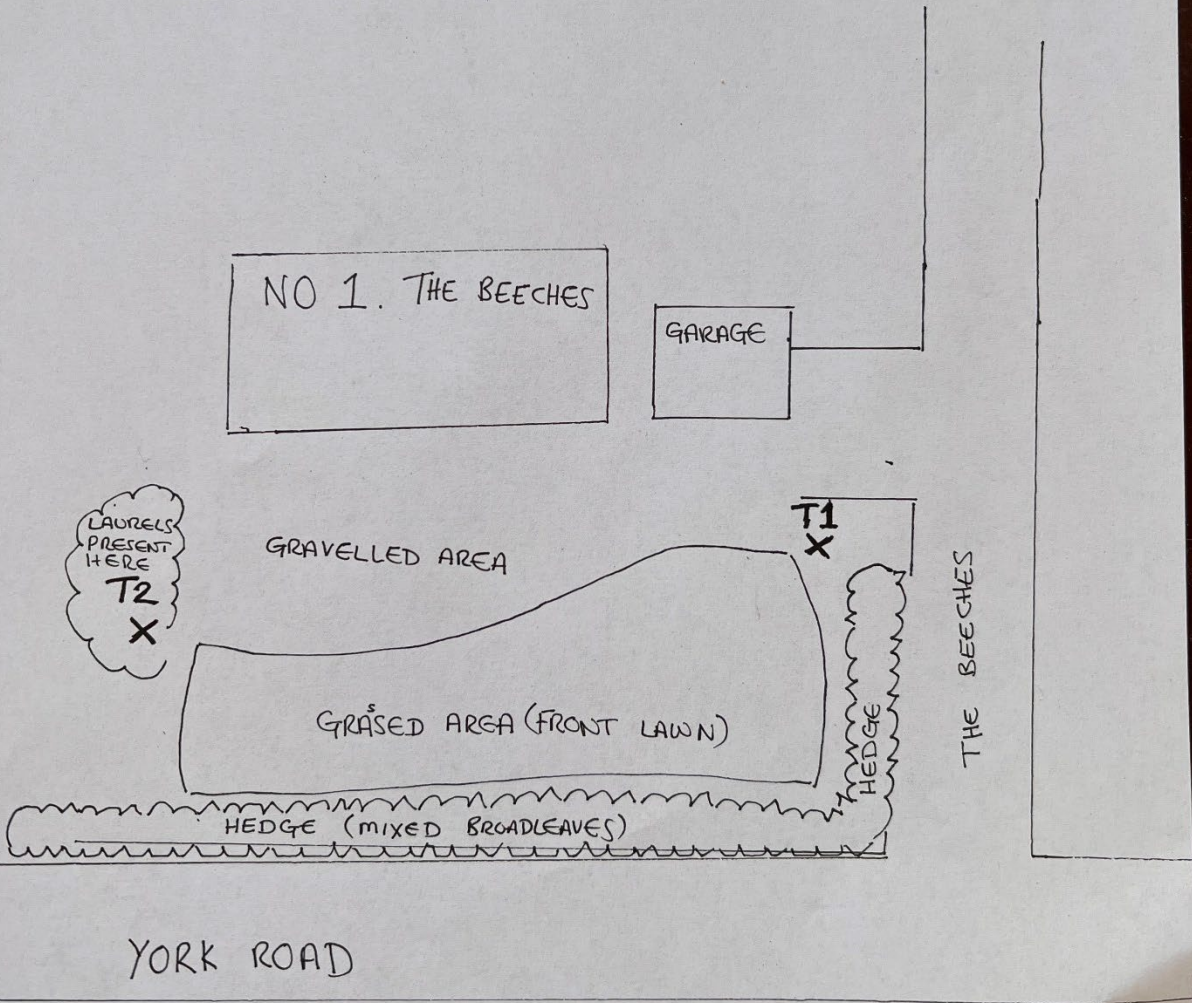 NO 1. THE BEECHES
GARAGE
LAURELS
PRESENT
HERE
T2
X
GRAVELLED AREA
T1
X
GRASSED AREA (FRONT LAWN)
HEDGE
THE BEECHES
HEDGE (MIXED BROADLEAVES)
YORK ROAD